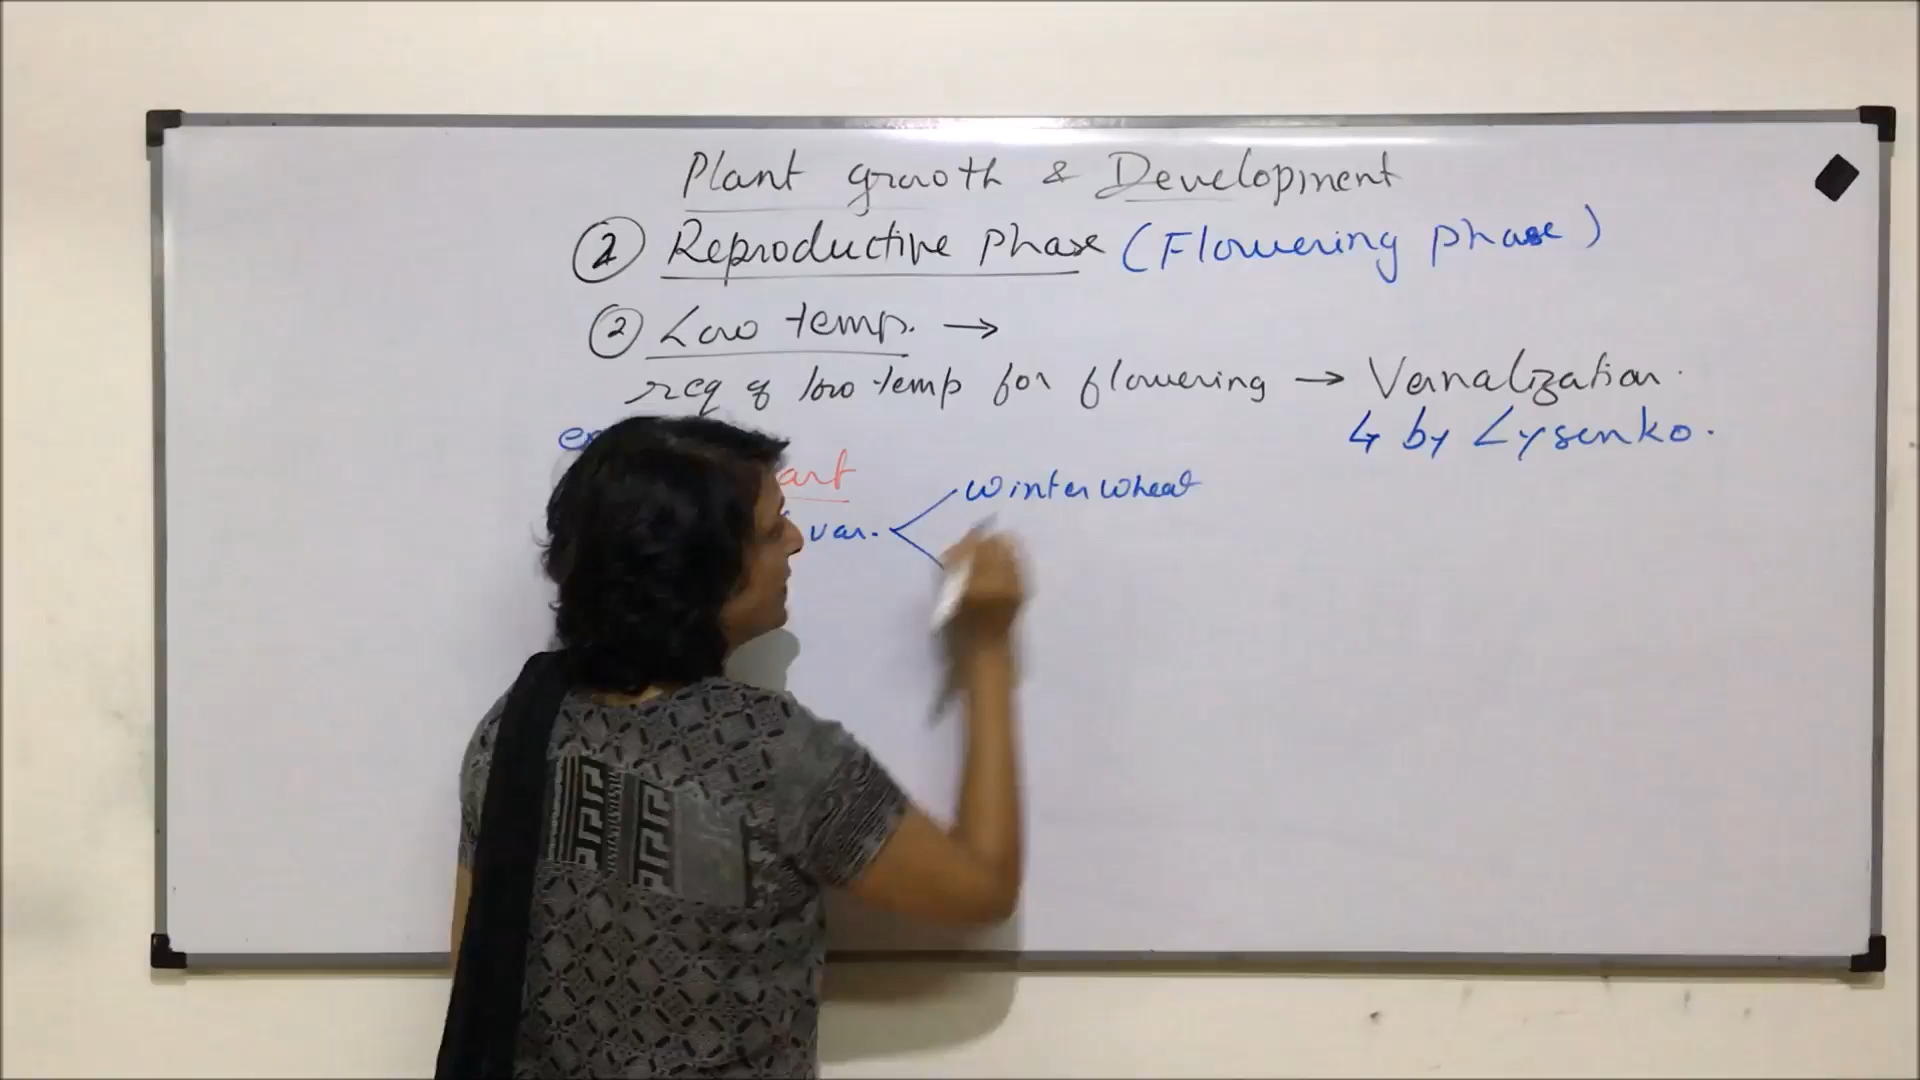 Plant growth & Development
② Reproductive Phase (Flowering phase)
② Low temp. →
req of low temp for flowering → Vernalization.
↳ by Lysenko.
winter wheat
var.